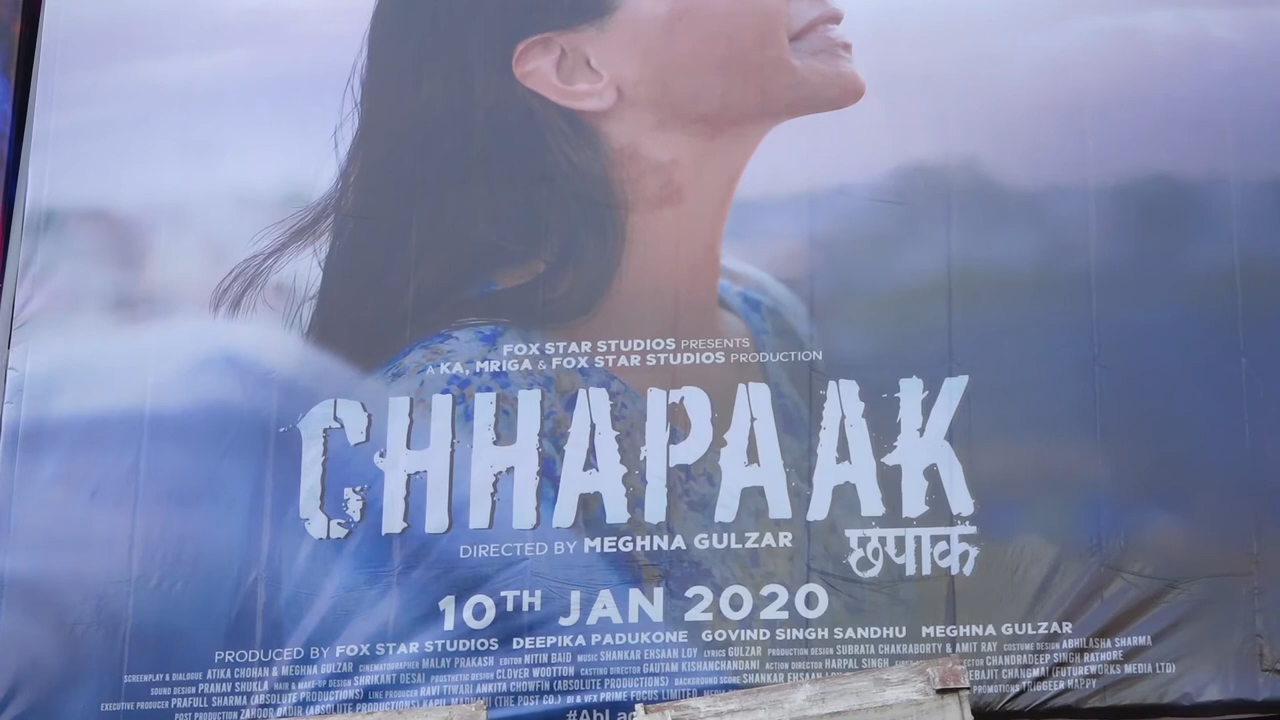 FOX STAR STUDIOS PRESENTS
A KA, MRIGA & FOX STAR STUDIOS PRODUCTION
CHHAPAAK
छपाक
DIRECTED BY MEGHNA GULZAR
10TH JAN 2020
PRODUCED BY FOX STAR STUDIOS DEEPIKA PADUKONE GOVIND SINGH SANDHU MEGHNA GULZAR
SCREENPLAY & DIALOGUE ATIKA CHOHAN & MEGHNA GULZAR CINEMATOGRAPHER MALAY PRAKASH EDITOR NITIN BAID MUSIC SHANKAR EHSAAN LOY LYRICS GULZAR PRODUCTION DESIGN SUBRATA CHAKRABORTY & AMIT RAY COSTUME DESIGN ABHILASHA SHARMA
SOUND DESIGN PRANAV SHUKLA HAIR & MAKE-UP DESIGN SHRIKANT DESAI PROSTHETIC DESIGN CLOVER WOOTTON CASTING DIRECTOR GAUTAM KISHANCHANDANI ACTION DIRECTOR HARPAL SINGH CHANDRADEEP SINGH RATHORE
EXECUTIVE PRODUCER PRAFULL SHARMA (ABSOLUTE PRODUCTIONS) LINE PRODUCER RAVI TIWARI ANKITA CHOWFIN (ABSOLUTE PRODUCTIONS) BACKGROUND SCORE SHANKAR EHSAAN CHANGMAI (FUTUREWORKS MEDIA LTD)
POST PRODUCTION ZAHOOR QADIR (ABSOLUTE PRODUCTIONS) (THE POST CO.) DI & VFX PRIME FOCUS LIMITED PROMOTIONS TRIGGEER HAPPY